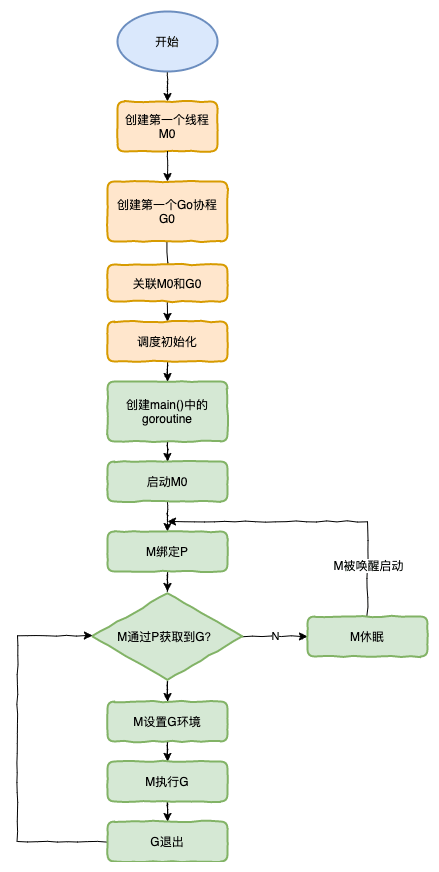 开始
创建第一个线程
M0
创建第一个Go协程
G0
关联M0和G0
调度初始化
创建main()中的
goroutine
启动M0
M绑定P
M被唤醒启动
M通过P获取到G?
N
M休眠
M设置G环境
M执行G
G退出